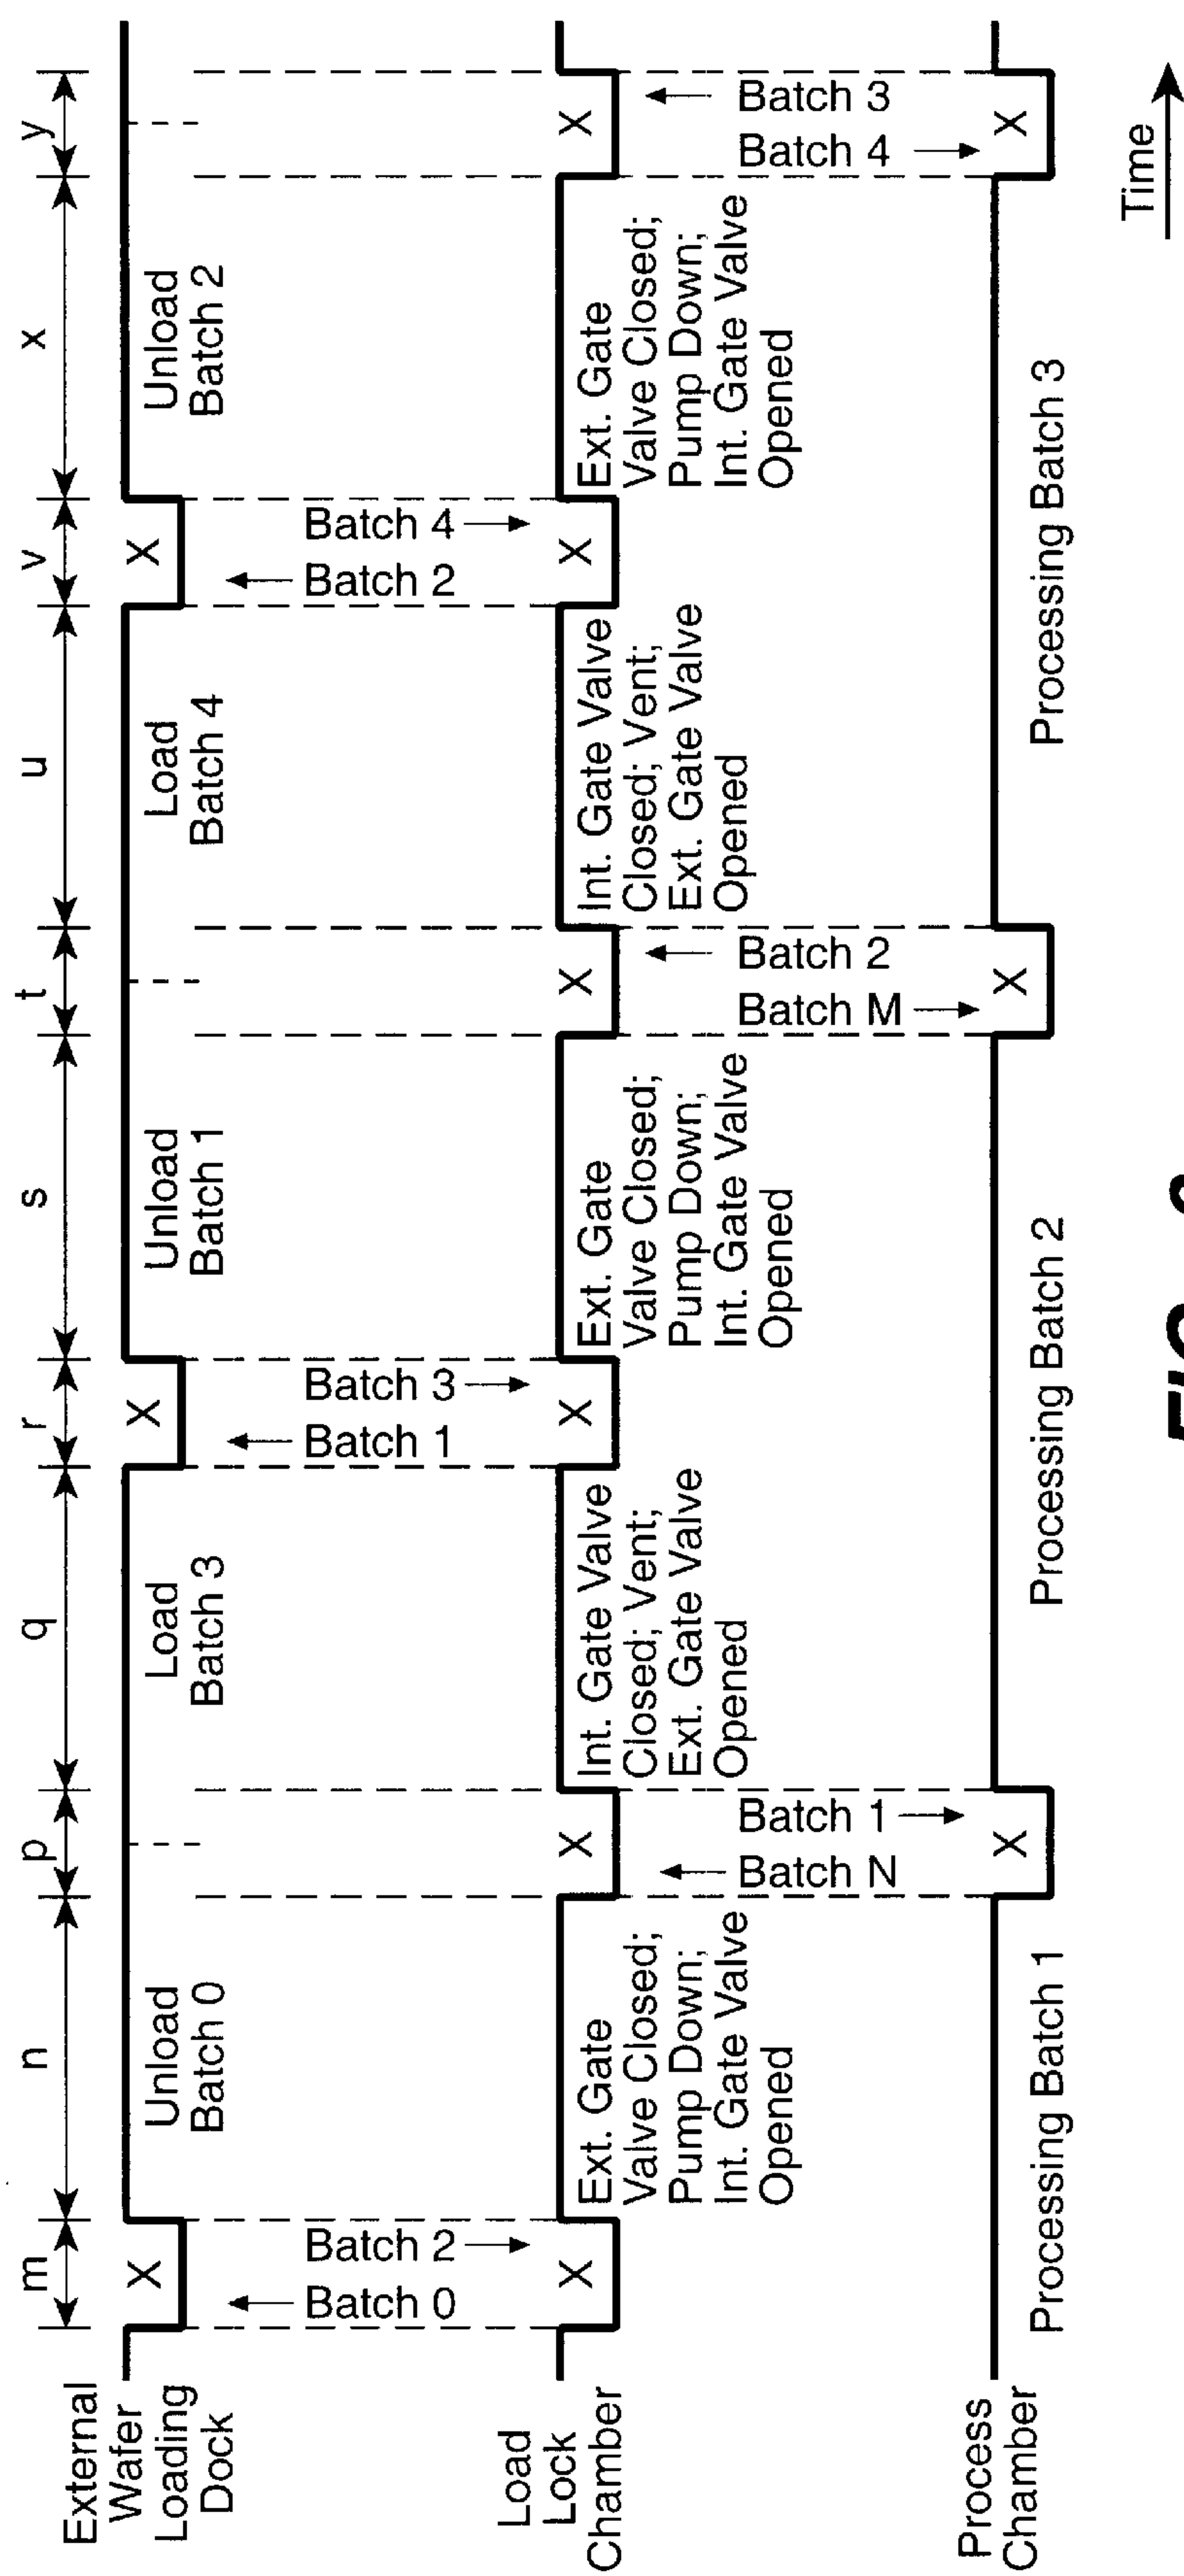 m n p q r s t u v x y
External
Wafer
Loading
Dock
X
Unload
Batch 0
Load
Batch 3
X
Unload
Batch 1
Load
Batch 4
X
Unload
Batch 2
Batch 0
Batch 2
Batch 1
Batch 3
Batch 2
Batch 4
Load
Lock
Chamber
X
Ext. Gate
Valve Closed;
Pump Down;
Int. Gate Valve
Opened
X
Int. Gate Valve
Closed; Vent;
Ext. Gate Valve
Opened
X
Ext. Gate
Valve Closed;
Pump Down;
Int. Gate Valve
Opened
X
Int. Gate Valve
Closed; Vent;
Ext. Gate Valve
Opened
X
Ext. Gate
Valve Closed;
Pump Down;
Int. Gate Valve
Opened
X
Batch N
Batch 1
Batch M
Batch 2
Batch 4
Batch 3
Process
Chamber
Processing Batch 1
X
Processing Batch 2
X
Processing Batch 3
X
Time
FIG.